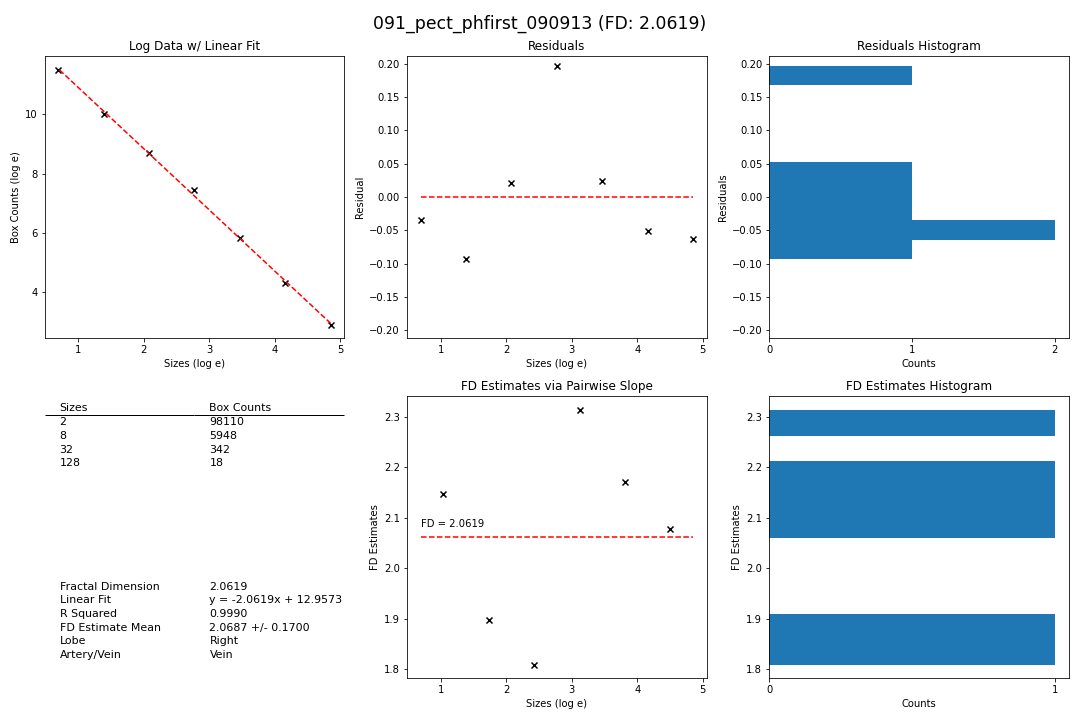 091_pect_phfirst_090913 (FD: 2.0619)
Log Data w/ Linear Fit
Box Counts (log e)
10
8
6
4
1 2 3 4 5
Sizes (log e)
Residuals
Residual
0.20
0.15
0.10
0.05
0.00
−0.05
−0.10
−0.15
−0.20
1 2 3 4 5
Sizes (log e)
Residuals Histogram
Residuals
0.20
0.15
0.10
0.05
0.00
−0.05
−0.10
−0.15
−0.20
0 1 2
Counts
Sizes Box Counts
2 98110
8 5948
32 342
128 18
Fractal Dimension 2.0619
Linear Fit y = -2.0619x + 12.9573
R Squared 0.9990
FD Estimate Mean 2.0687 +/- 0.1700
Lobe Right
Artery/Vein Vein
FD Estimates via Pairwise Slope
FD Estimates
2.3
2.2
2.1
2.0
1.9
1.8
FD = 2.0619
1 2 3 4 5
Sizes (log e)
FD Estimates Histogram
FD Estimates
2.3
2.2
2.1
2.0
1.9
1.8
0 1
Counts